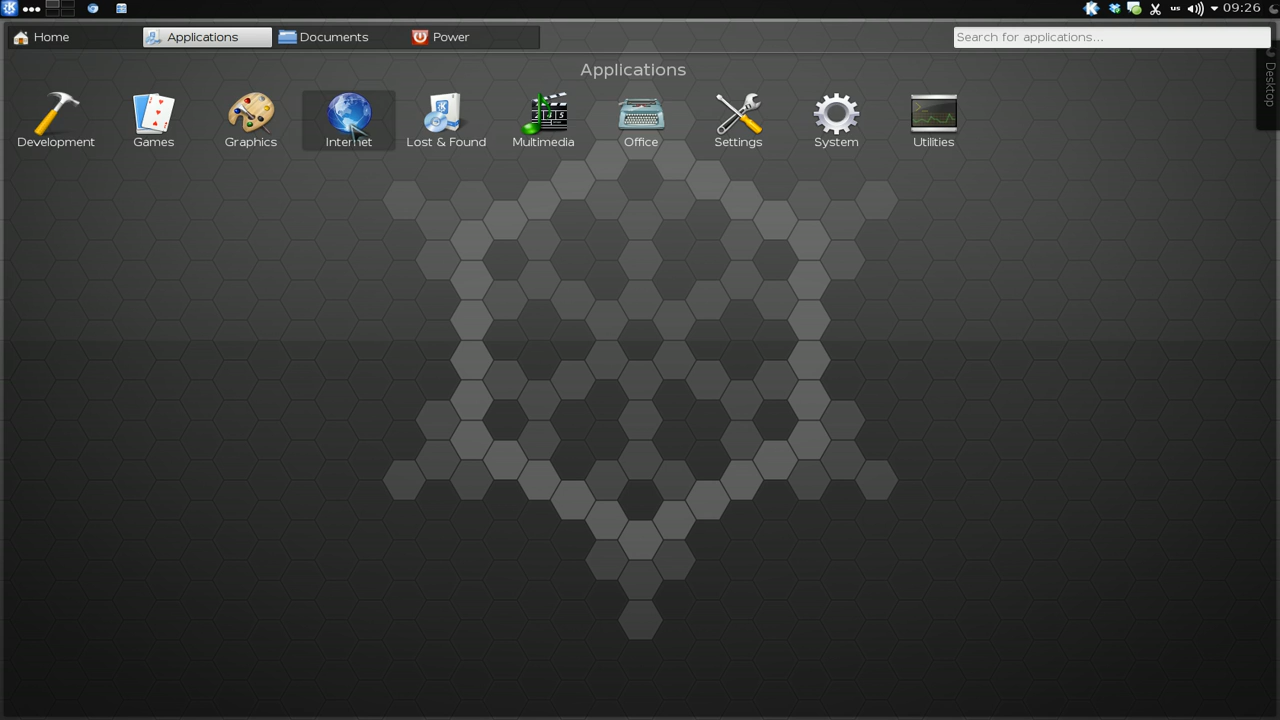 us 09:26
Home Applications Documents Power Search for applications...
Desktop
Applications
Development Games Graphics Internet Lost & Found Multimedia Office Settings System Utilities